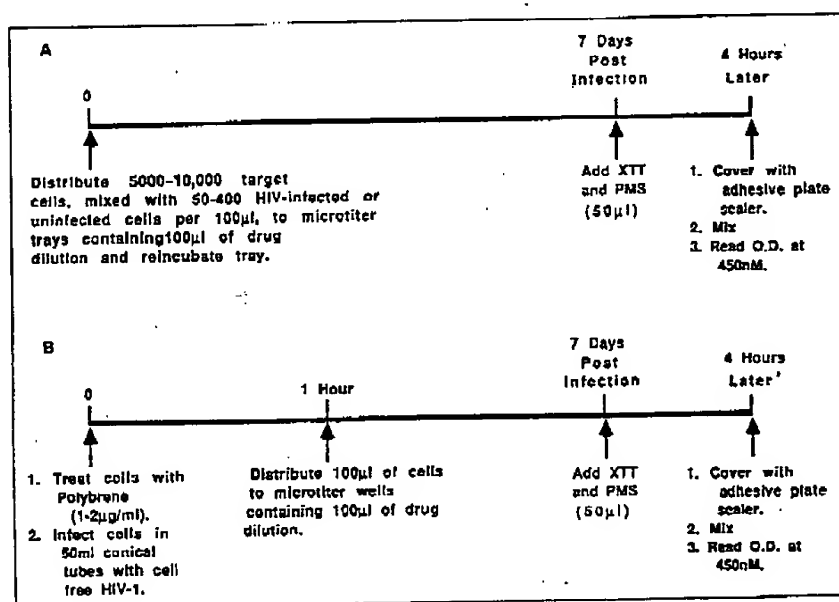 A
7 Days
Post
Infection
4 Hours
Later
0
Distribute 5000-10,000 target
cells, mixed with 50-400 HIV-infected or
uninfected cells per 100µl, to microtiter
trays containing100µl of drug
dilution and reincubate tray.
Add XTT
and PMS
(50µl)
1. Cover with
adhesive plate
sealer.
2. Mix
3. Read O.D. at
450nM.
B
7 Days
Post
Infection
4 Hours
Later
0
1 Hour
1. Treat cells with
Polybrene
(1-2µg/ml).
2. Infect cells in
50ml conical
tubes with cell
free HIV-1.
Distribute 100µl of cells
to microtiter wells
containing 100µl of drug
dilution.
Add XTT
and PMS
(50µl)
1. Cover with
adhesive plate
sealer.
2. Mix
3. Read O.D. at
450nM.